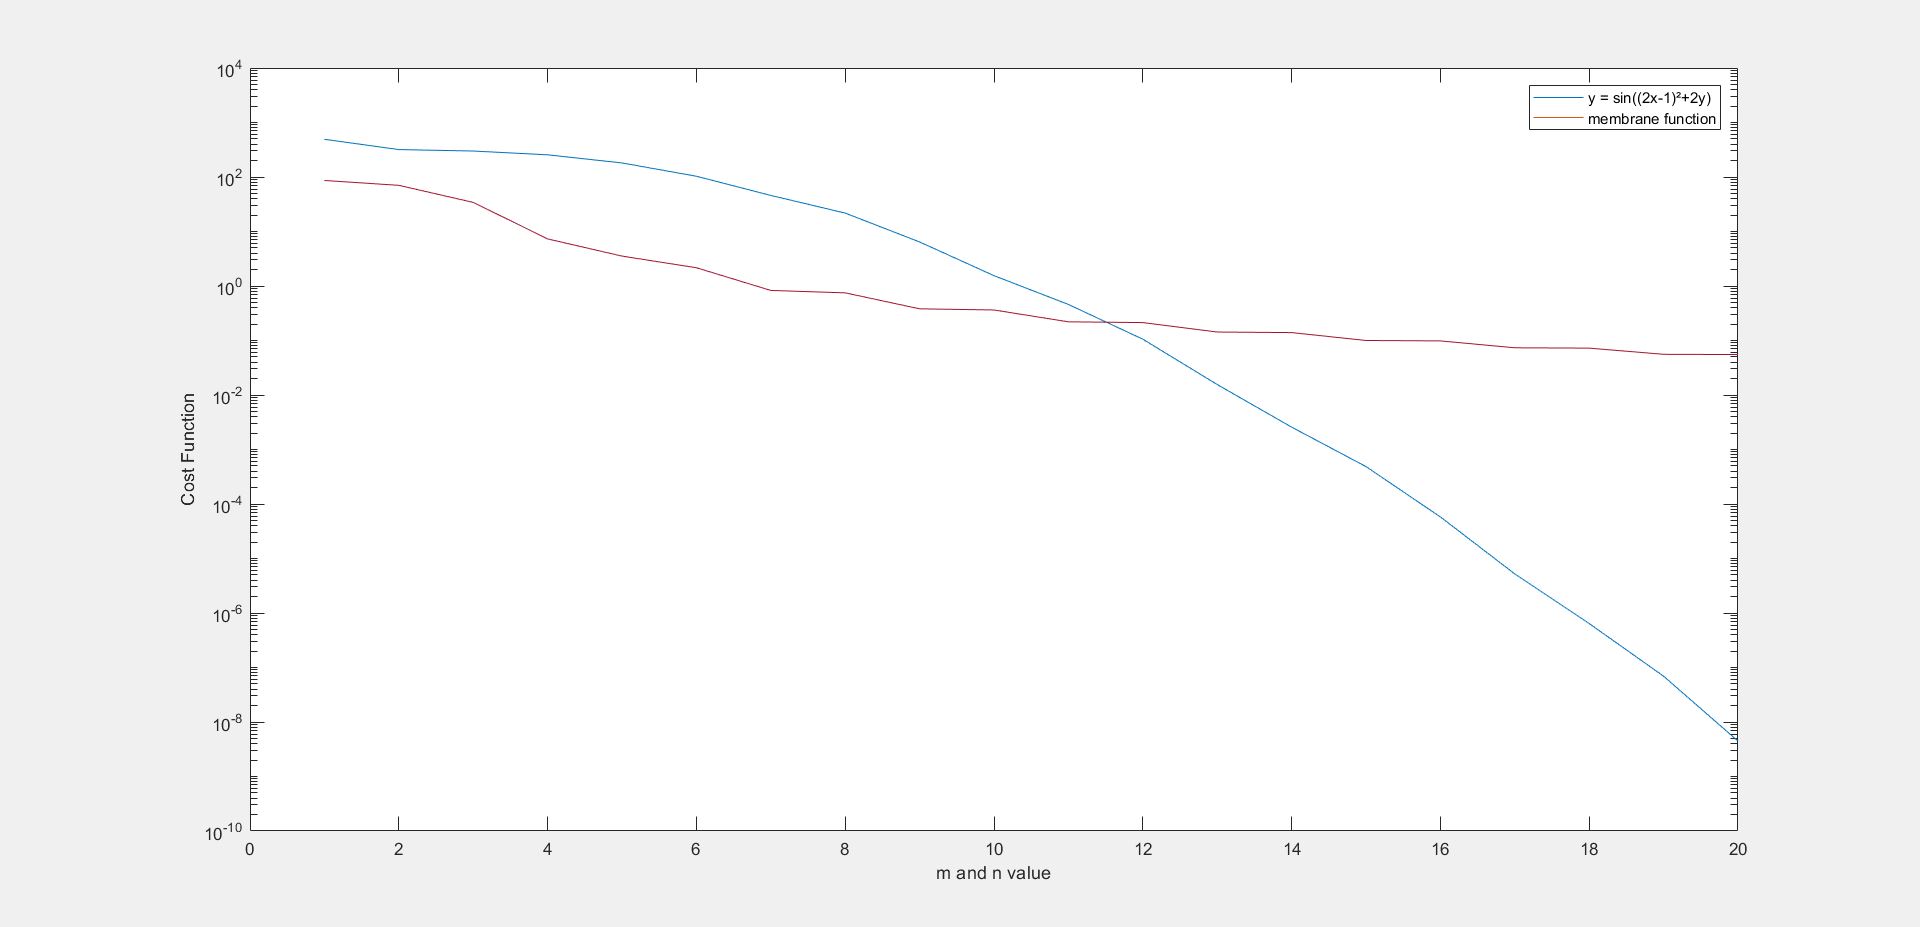 10^4
10^2
10^0
10^-2
10^-4
10^-6
10^-8
10^-10
Cost Function
y = sin((2x-1)²+2y)
membrane function
0 2 4 6 8 10 12 14 16 18 20
m and n value